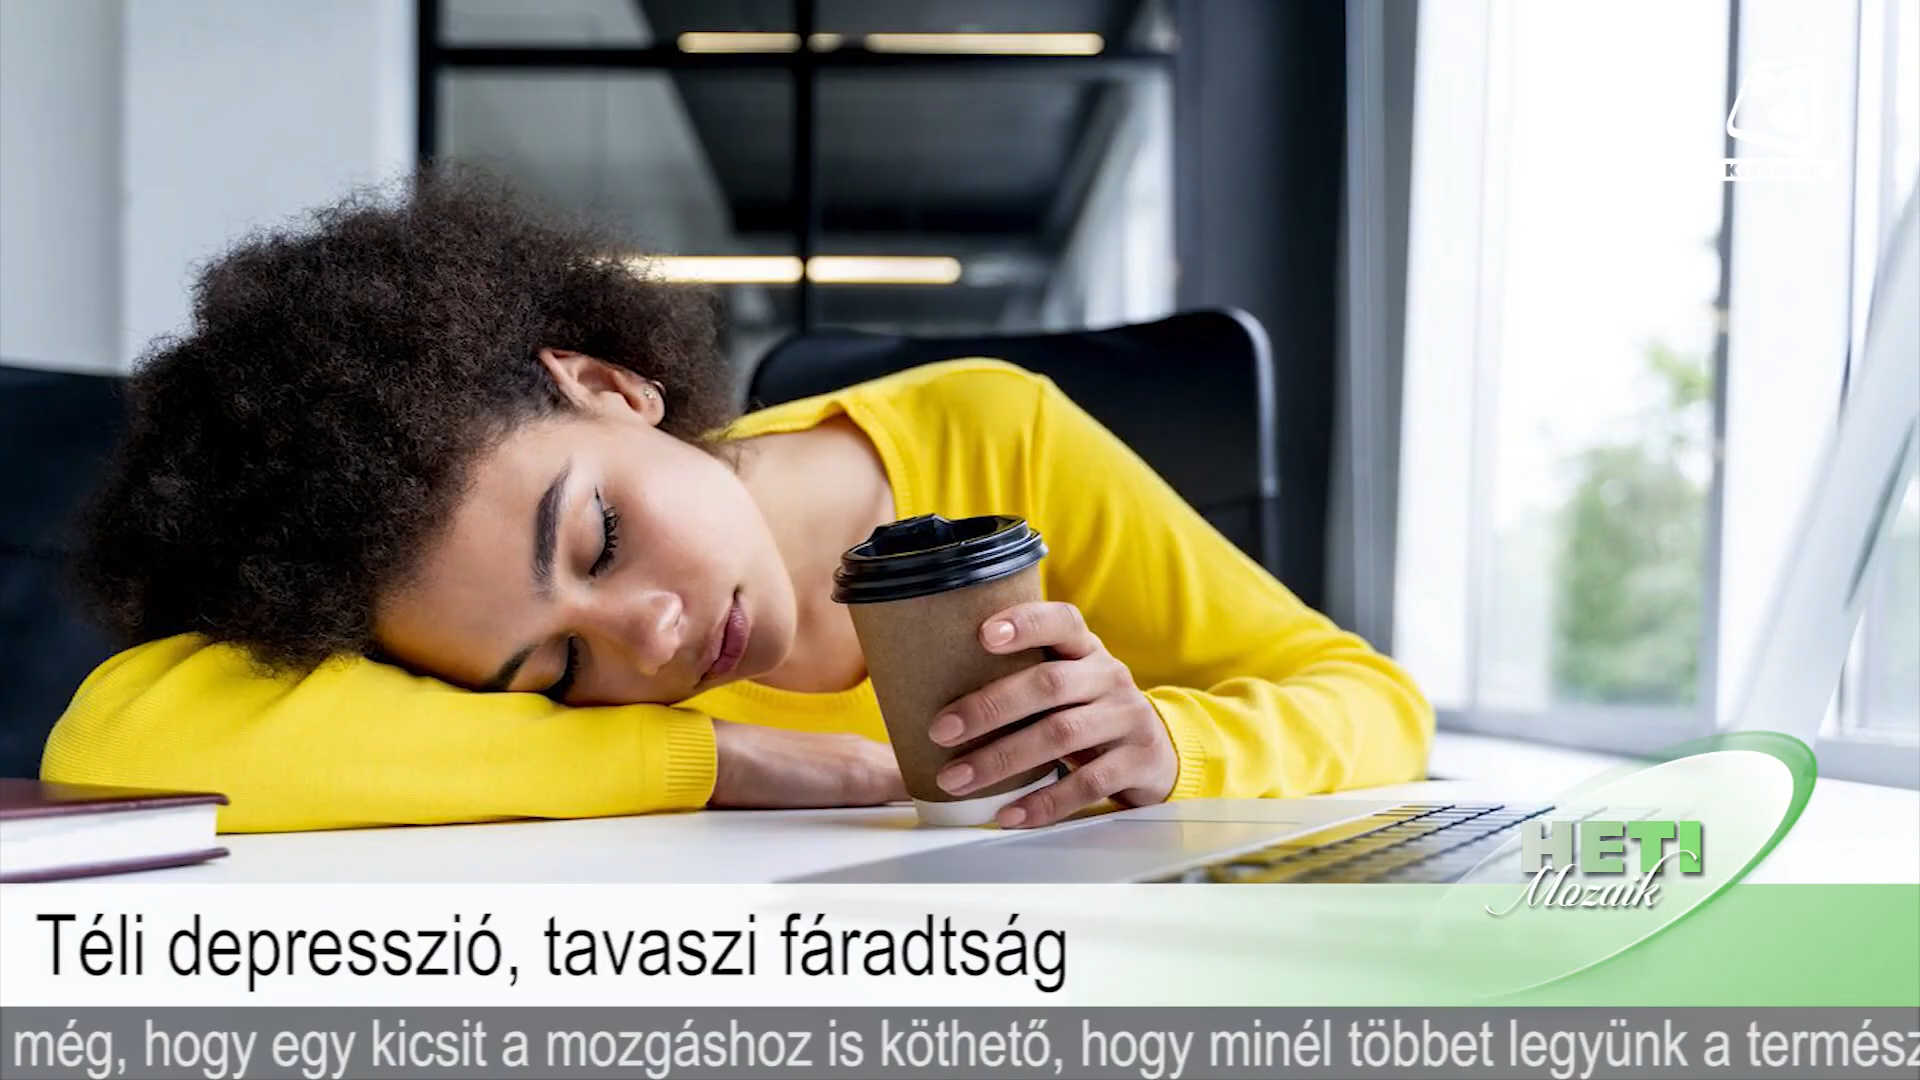 HETI
Mozaik
Téli depresszió, tavaszi fáradtság
még, hogy egy kicsit a mozgáshoz is köthető, hogy minél többet legyünk a termész